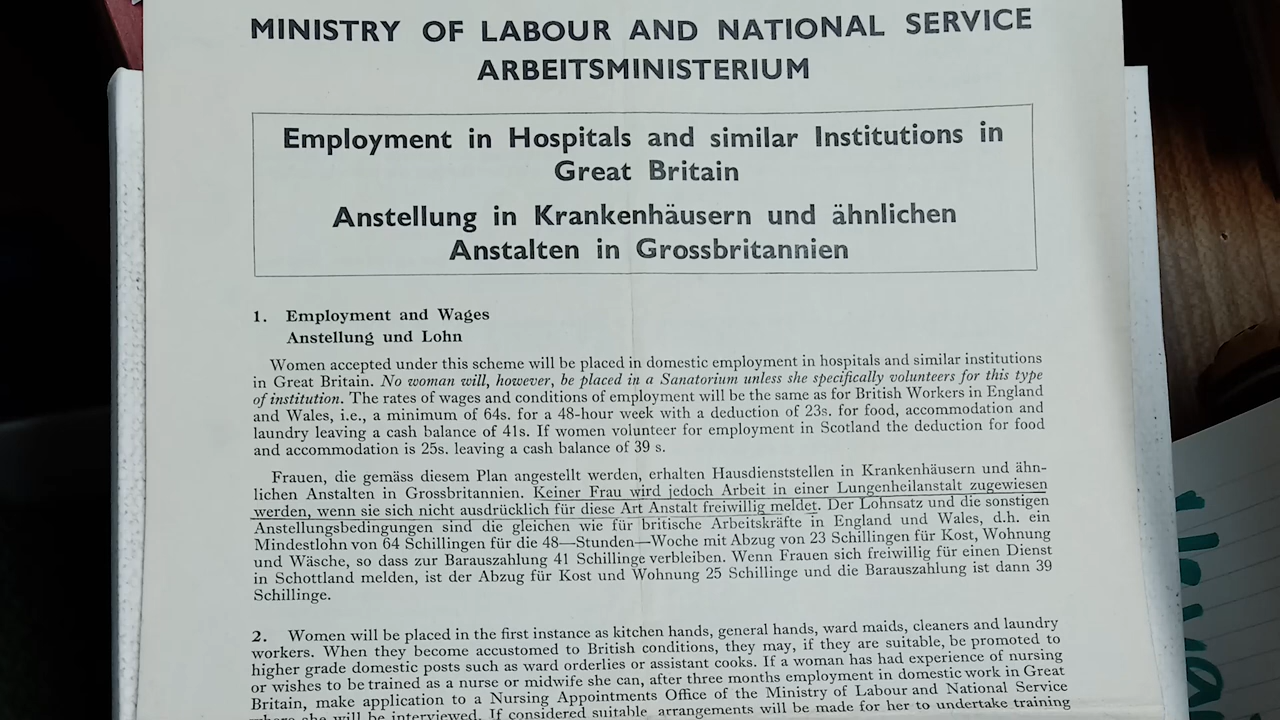 MINISTRY OF LABOUR AND NATIONAL SERVICE
ARBEITSMINISTERIUM
Employment in Hospitals and similar Institutions in
Great Britain
Anstellung in Krankenhäusern und ähnlichen
Anstalten in Grossbritannien
1. Employment and Wages
Anstellung und Lohn
Women accepted under this scheme will be placed in domestic employment in hospitals and similar institutions
in Great Britain. No woman will, however, be placed in a Sanatorium unless she specifically volunteers for this type
of institution. The rates of wages and conditions of employment will be the same as for British Workers in England
and Wales, i.e., a minimum of 64s. for a 48-hour week with a deduction of 23s. for food, accommodation and
laundry leaving a cash balance of 41s. If women volunteer for employment in Scotland the deduction for food
and accommodation is 25s. leaving a cash balance of 39 s.
Frauen, die gemäss diesem Plan angestellt werden, erhalten Hausdienststellen in Krankenhäusern und ähn-
lichen Anstalten in Grossbritannien. Keiner Frau wird jedoch Arbeit in einer Lungenheilanstalt zugewiesen
werden, wenn sie sich nicht ausdrücklich für diese Art Anstalt freiwillig meldet. Der Lohnsatz und die sonstigen
Anstellungsbedingungen sind die gleichen wie für britische Arbeitskräfte in England und Wales, d.h. ein
Mindestlohn von 64 Schillingen für die 48—Stunden—Woche mit Abzug von 23 Schillingen für Kost, Wohnung
und Wäsche, so dass zur Barauszahlung 41 Schillinge verbleiben. Wenn Frauen sich freiwillig für einen Dienst
in Schottland melden, ist der Abzug für Kost und Wohnung 25 Schillinge und die Barauszahlung ist dann 39
Schillinge.
2. Women will be placed in the first instance as kitchen hands, general hands, ward maids, cleaners and laundry
workers. When they become accustomed to British conditions, they may, if they are suitable, be promoted to
higher grade domestic posts such as ward orderlies or assistant cooks. If a woman has had experience of nursing
or wishes to be trained as a nurse or midwife she can, after three months employment in domestic work in Great
Britain, make application to a Nursing Appointments Office of the Ministry of Labour and National Service
where she will be interviewed. If considered suitable arrangements will be made for her to undertake training